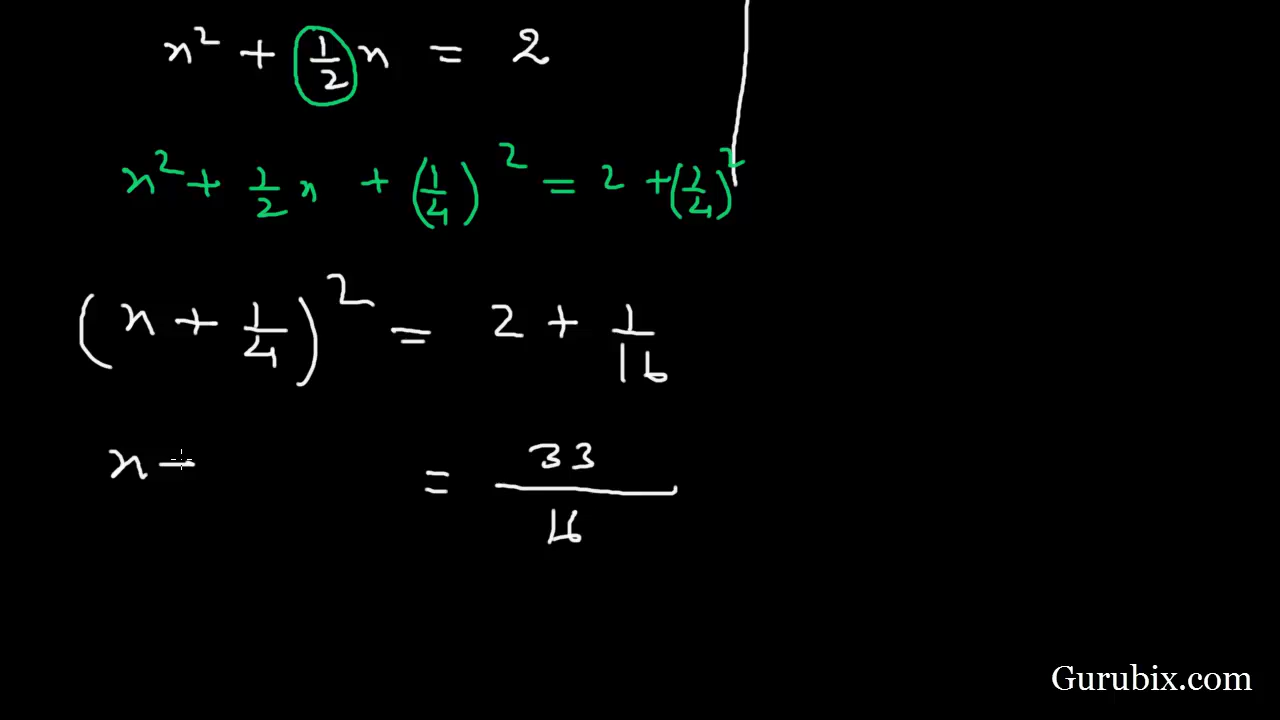 x² + 1/2 x = 2
x² + 1/2 x + (1/4)² = 2 + (1/4)²
(x + 1/4)² = 2 + 1/16
x + = 33/16
Gurubix.com